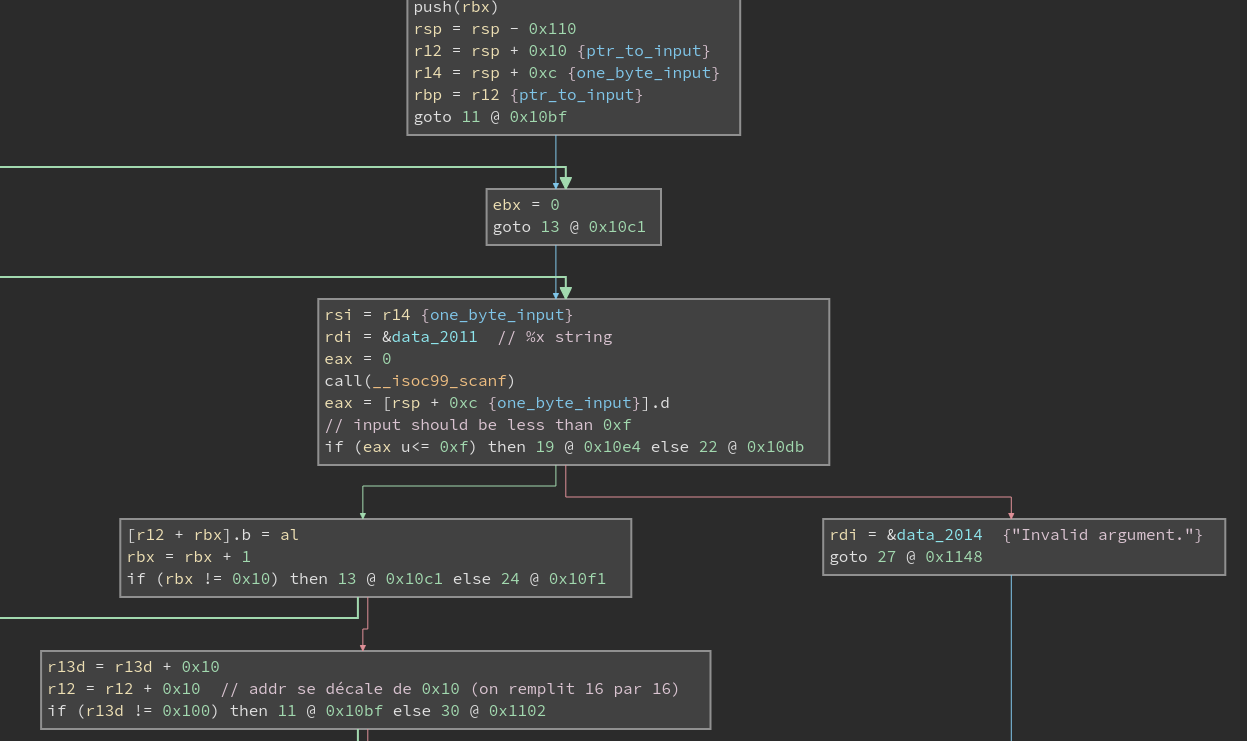 push(rbx)
rsp = rsp - 0x110
r12 = rsp + 0x10 {ptr_to_input}
r14 = rsp + 0xc {one_byte_input}
rbp = r12 {ptr_to_input}
goto 11 @ 0x10bf
ebx = 0
goto 13 @ 0x10c1
rsi = r14 {one_byte_input}
rdi = &data_2011  // %x string
eax = 0
call(__isoc99_scanf)
eax = [rsp + 0xc {one_byte_input}].d
// input should be less than 0xf
if (eax u<= 0xf) then 19 @ 0x10e4 else 22 @ 0x10db
[r12 + rbx].b = al
rbx = rbx + 1
if (rbx != 0x10) then 13 @ 0x10c1 else 24 @ 0x10f1
rdi = &data_2014  {"Invalid argument."}
goto 27 @ 0x1148
r13d = r13d + 0x10
r12 = r12 + 0x10  // addr se décale de 0x10 (on remplit 16 par 16)
if (r13d != 0x100) then 11 @ 0x10bf else 30 @ 0x1102